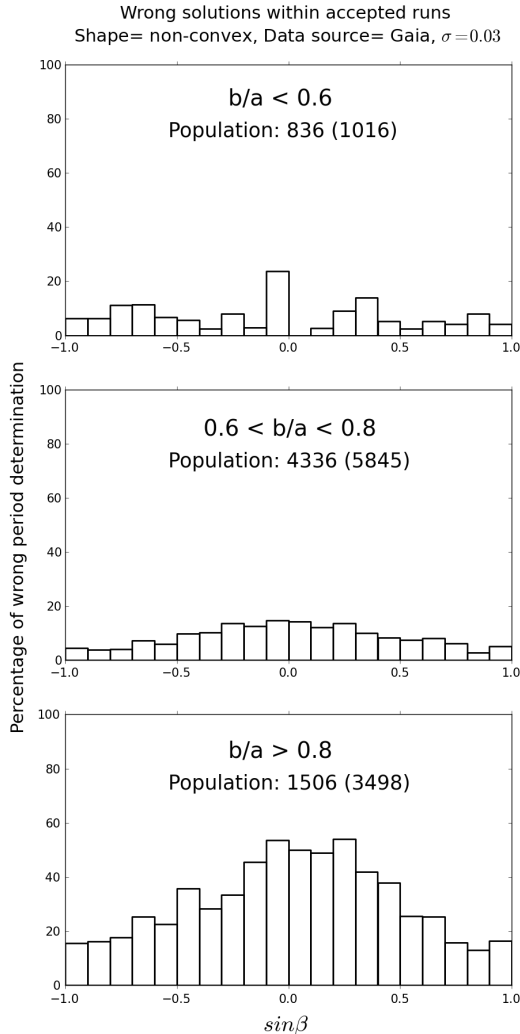 Wrong solutions within accepted runs
Shape= non-convex, Data source= Gaia, σ=0.03
100
80
60
40
20
0
b/a < 0.6
Population: 836 (1016)
−1.0 −0.5 0.0 0.5 1.0
Percentage of wrong period determination
100
80
60
40
20
0
0.6 < b/a < 0.8
Population: 4336 (5845)
−1.0 −0.5 0.0 0.5 1.0
100
80
60
40
20
0
b/a > 0.8
Population: 1506 (3498)
−1.0 −0.5 0.0 0.5 1.0
sinβ